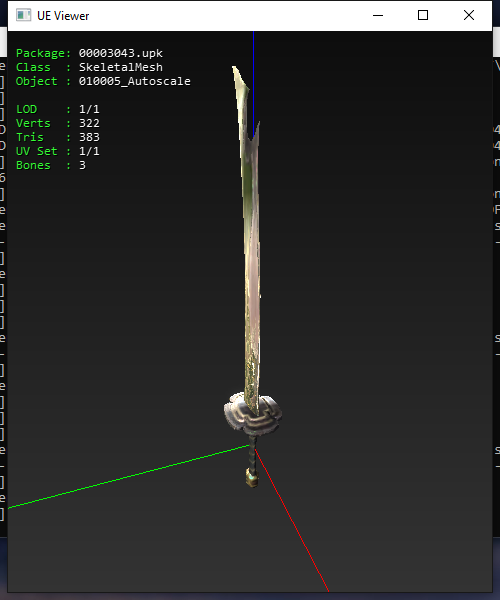 UE Viewer
Package: 00003043.upk
Class  : SkeletalMesh
Object : 010005_Autoscale
LOD    : 1/1
Verts  : 322
Tris   : 383
UV Set : 1/1
Bones  : 3